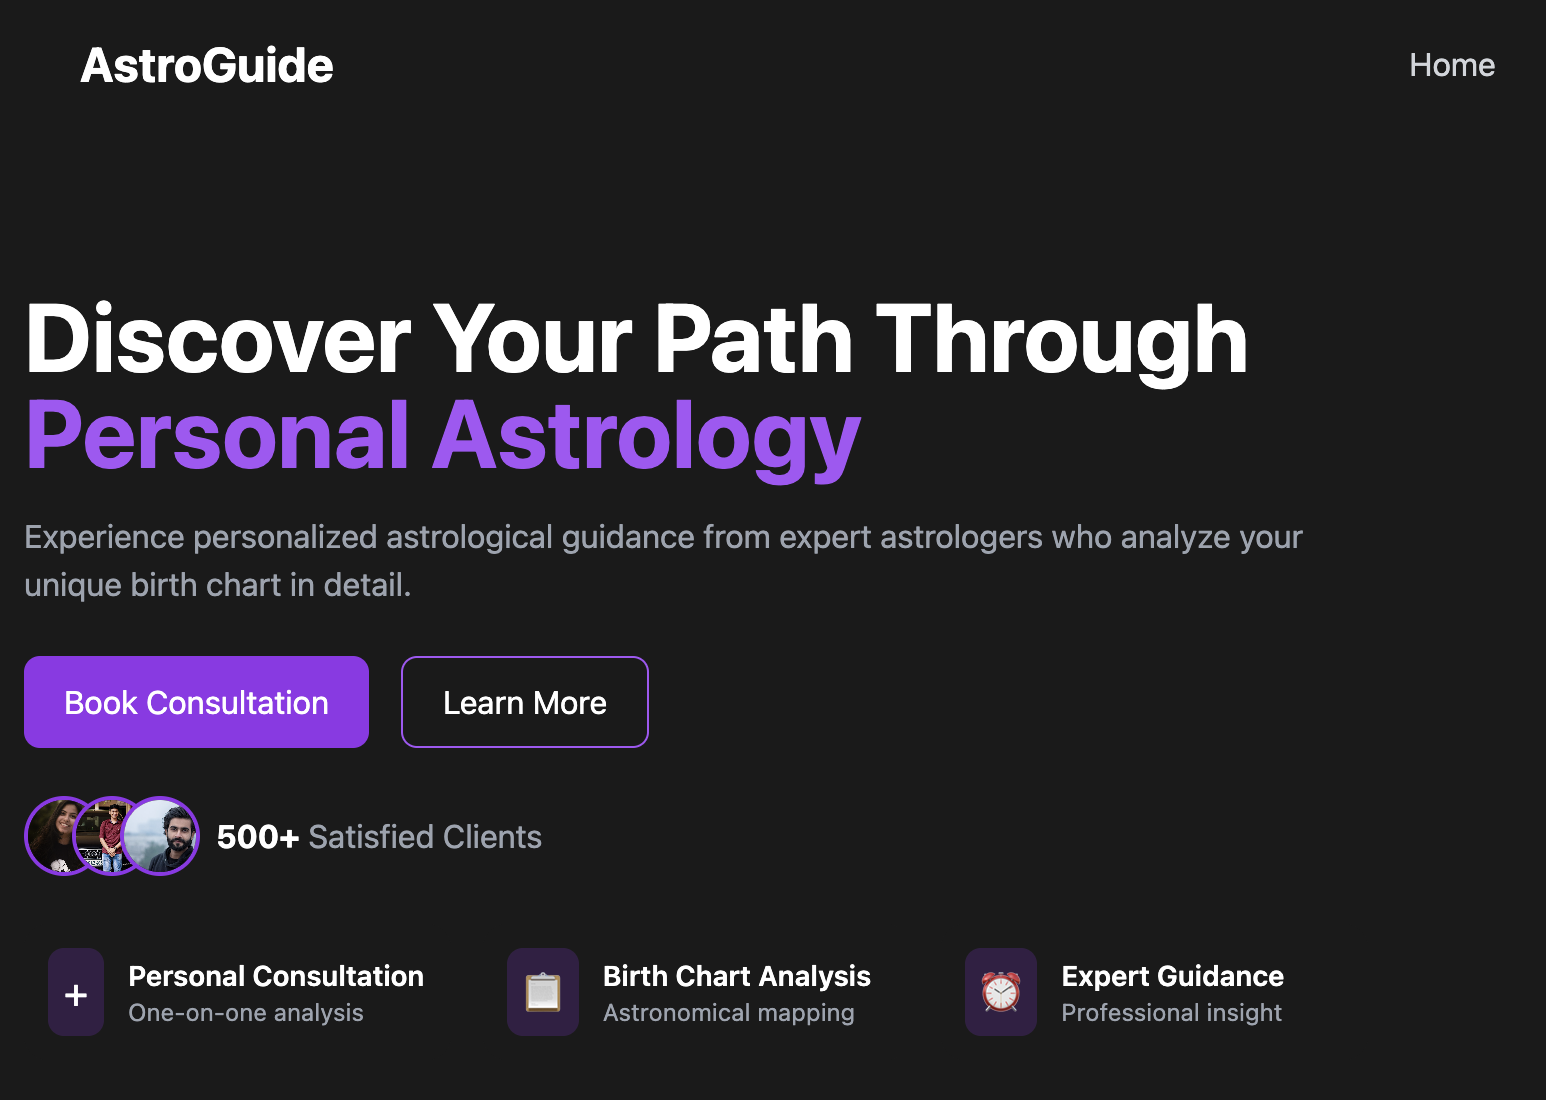 AstroGuide
Home
Discover Your Path Through
Personal Astrology
Experience personalized astrological guidance from expert astrologers who analyze your
unique birth chart in detail.
Book Consultation
Learn More
500+ Satisfied Clients
+
Personal Consultation
One-on-one analysis
Birth Chart Analysis
Astronomical mapping
Expert Guidance
Professional insight